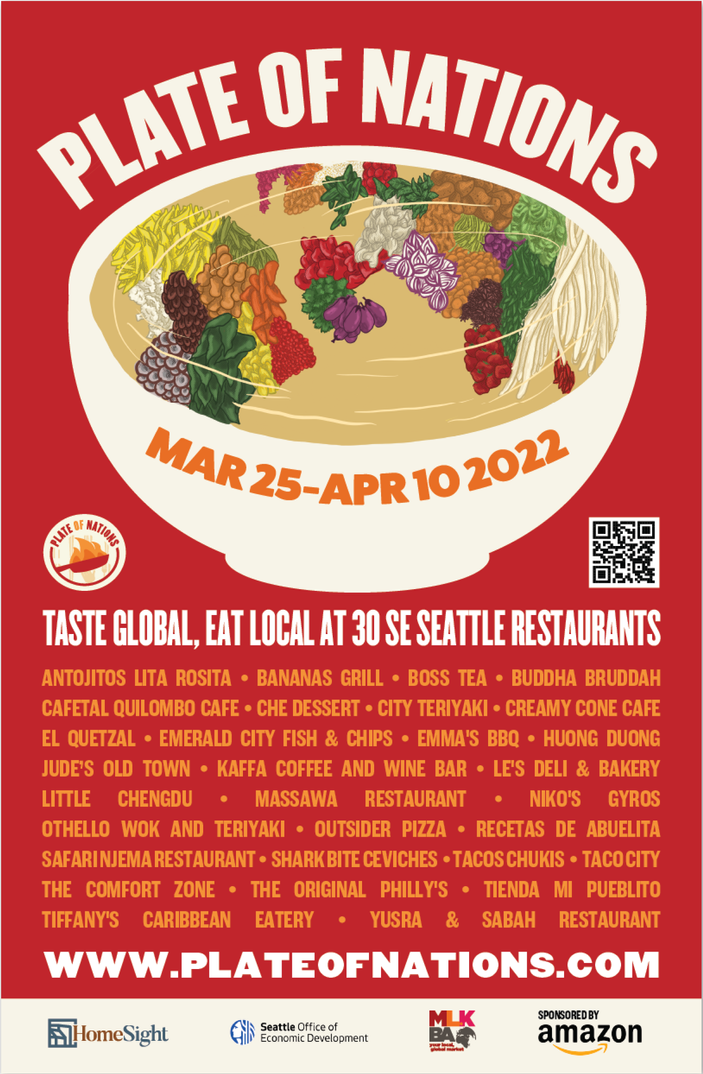 PLATE OF NATIONS
MAR 25-APR 10 2022
PLATE OF NATIONS
TASTE GLOBAL, EAT LOCAL AT 30 SE SEATTLE RESTAURANTS
ANTOJITOS LITA ROSITA • BANANAS GRILL • BOSS TEA • BUDDHA BRUDDAH
CAFETAL QUILOMBO CAFE • CHE DESSERT • CITY TERIYAKI • CREAMY CONE CAFE
EL QUETZAL • EMERALD CITY FISH & CHIPS • EMMA'S BBQ • HUONG DUONG
JUDE'S OLD TOWN • KAFFA COFFEE AND WINE BAR • LE'S DELI & BAKERY
LITTLE CHENGDU • MASSAWA RESTAURANT • NIKO'S GYROS
OTHELLO WOK AND TERIYAKI • OUTSIDER PIZZA • RECETAS DE ABUELITA
SAFARI NJEMA RESTAURANT • SHARK BITE CEVICHES • TACOS CHUKIS • TACO CITY
THE COMFORT ZONE • THE ORIGINAL PHILLY'S • TIENDA MI PUEBLITO
TIFFANY'S CARIBBEAN EATERY • YUSRA & SABAH RESTAURANT
WWW.PLATEOFNATIONS.COM
HomeSight
Seattle Office of
Economic Development
MLK
BA
your local,
global market
SPONSORED BY
amazon